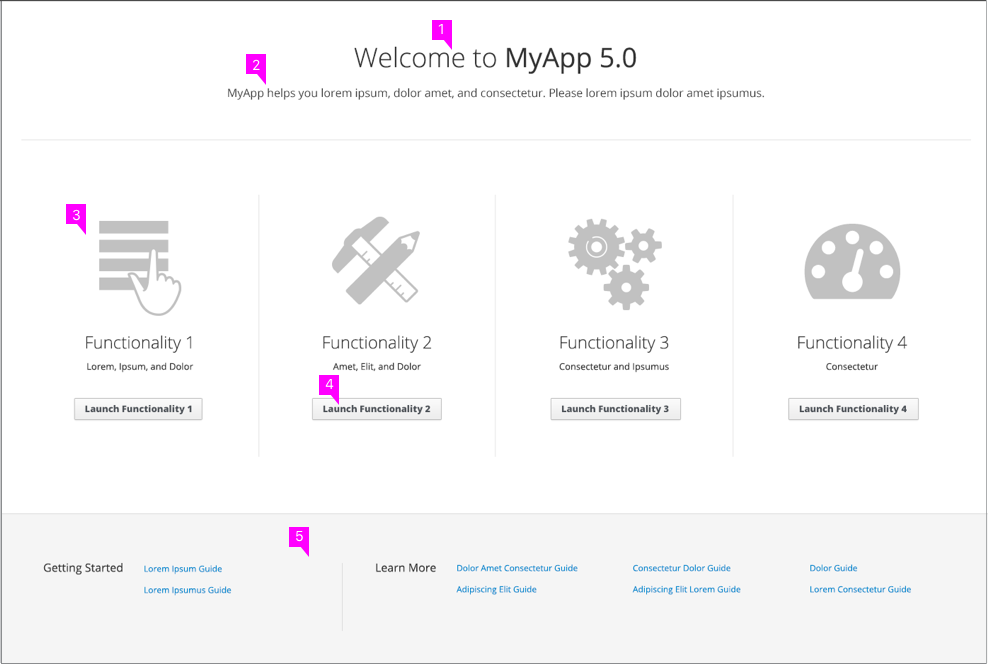 1
Welcome to MyApp 5.0
2
MyApp helps you lorem ipsum, dolor amet, and consectetur. Please lorem ipsum dolor amet ipsumus.
3
Functionality 1
Lorem, Ipsum, and Dolor
Launch Functionality 1
Functionality 2
Amet, Elit, and Dolor
4
Launch Functionality 2
Functionality 3
Consectetur and Ipsumus
Launch Functionality 3
Functionality 4
Consectetur
Launch Functionality 4
5
Getting Started
Lorem Ipsum Guide
Lorem Ipsumus Guide
Learn More
Dolor Amet Consectetur Guide
Adipiscing Elit Guide
Consectetur Dolor Guide
Adipiscing Elit Lorem Guide
Dolor Guide
Lorem Consectetur Guide